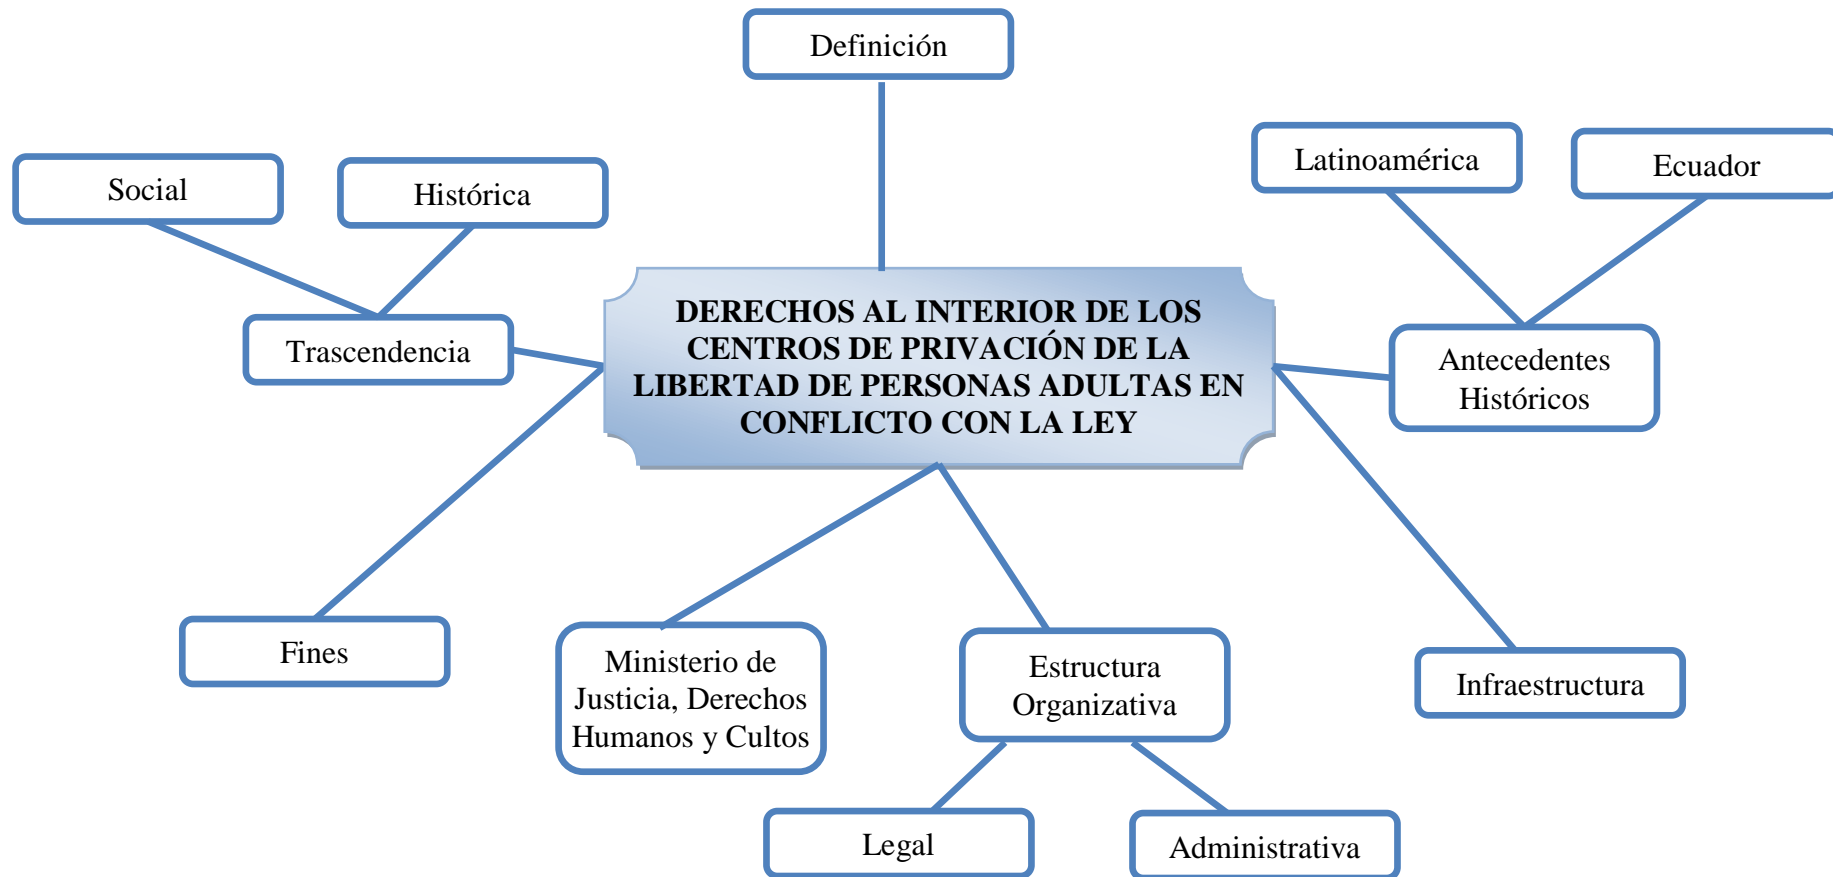 Definición
Latinoamérica
Ecuador
Social
Histórica
Trascendencia
DERECHOS AL INTERIOR DE LOS
CENTROS DE PRIVACIÓN DE LA
LIBERTAD DE PERSONAS ADULTAS EN
CONFLICTO CON LA LEY
Antecedentes
Históricos
Fines
Ministerio de
Justicia, Derechos
Humanos y Cultos
Estructura
Organizativa
Infraestructura
Legal
Administrativa